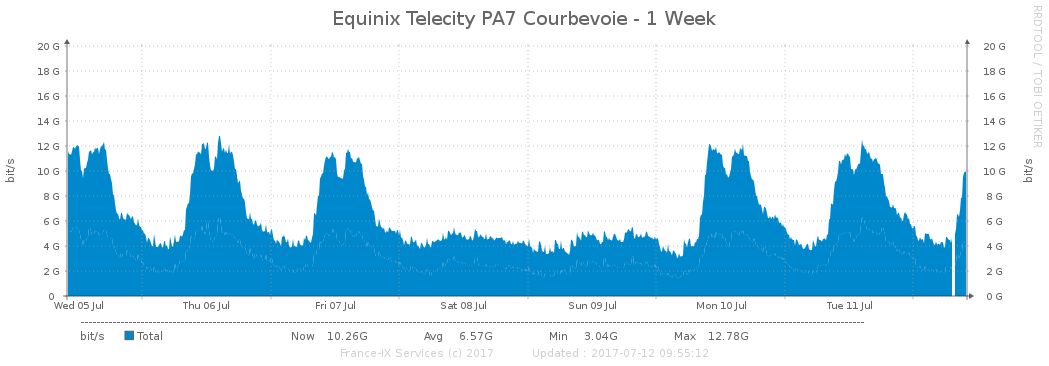 Equinix Telecity PA7 Courbevoie - 1 Week
RRDTOOL / TOBI OETIKER
bit/s
20 G
18 G
16 G
14 G
12 G
10 G
8 G
6 G
4 G
2 G
0
20 G
18 G
16 G
14 G
12 G
10 G
8 G
6 G
4 G
2 G
0 G
bit/s
Wed 05 Jul Thu 06 Jul Fri 07 Jul Sat 08 Jul Sun 09 Jul Mon 10 Jul Tue 11 Jul
bit/s Total Now 10.26G Avg 6.57G Min 3.04G Max 12.78G
France-IX Services (c) 2017 Updated : 2017-07-12 09:55:12